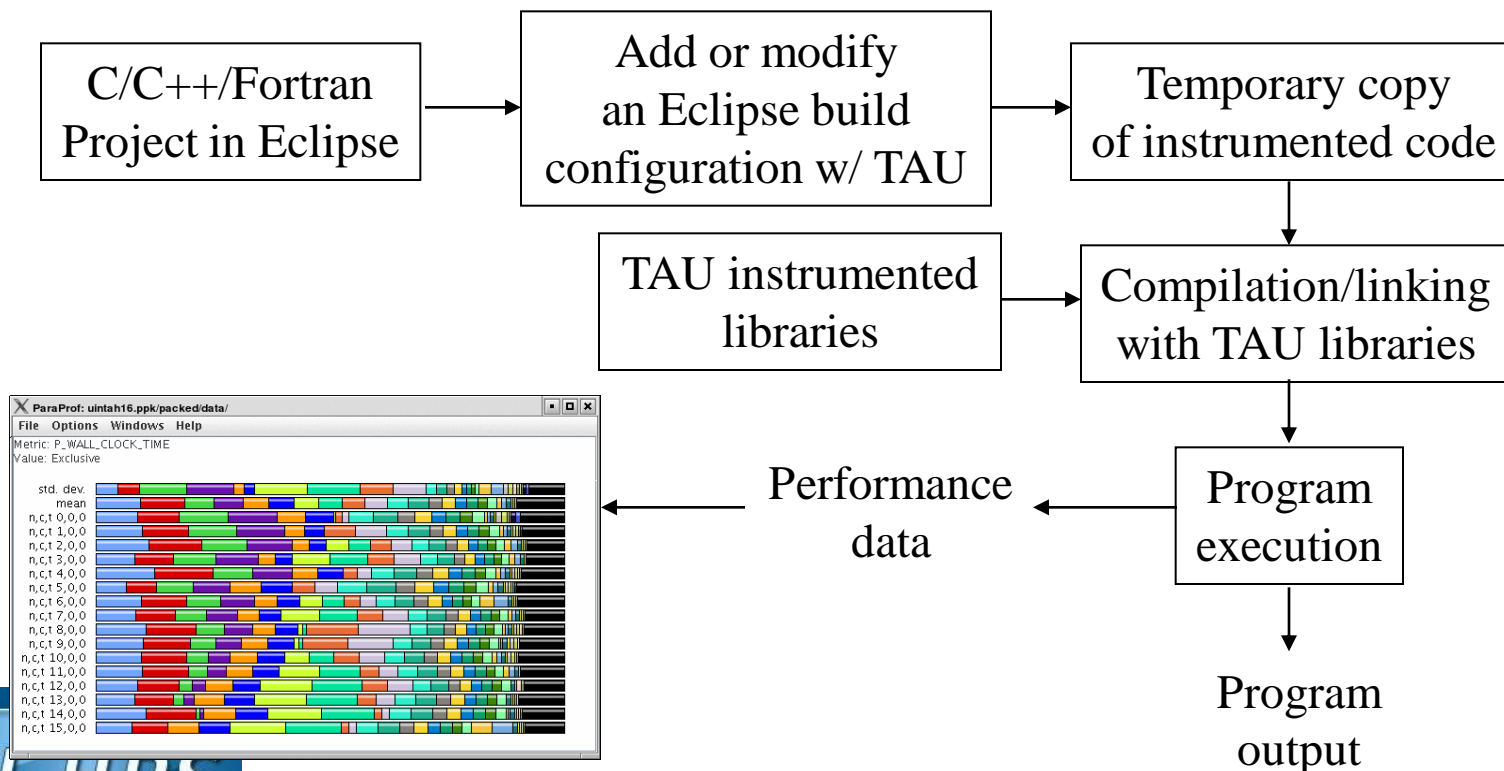 C/C++/Fortran
Project in Eclipse
Add or modify
an Eclipse build
configuration w/ TAU
Temporary copy
of instrumented code
TAU instrumented
libraries
Compilation/linking
with TAU libraries
ParaProf: uintah16.ppk/packed/data/
File Options Windows Help
Metric: P_WALL_CLOCK_TIME
Value: Exclusive
std. dev.
mean
n,c,t 0,0,0
n,c,t 1,0,0
n,c,t 2,0,0
n,c,t 3,0,0
n,c,t 4,0,0
n,c,t 5,0,0
n,c,t 6,0,0
n,c,t 7,0,0
n,c,t 8,0,0
n,c,t 9,0,0
n,c,t 10,0,0
n,c,t 11,0,0
n,c,t 12,0,0
n,c,t 13,0,0
n,c,t 14,0,0
n,c,t 15,0,0
Performance
data
Program
execution
Program
output